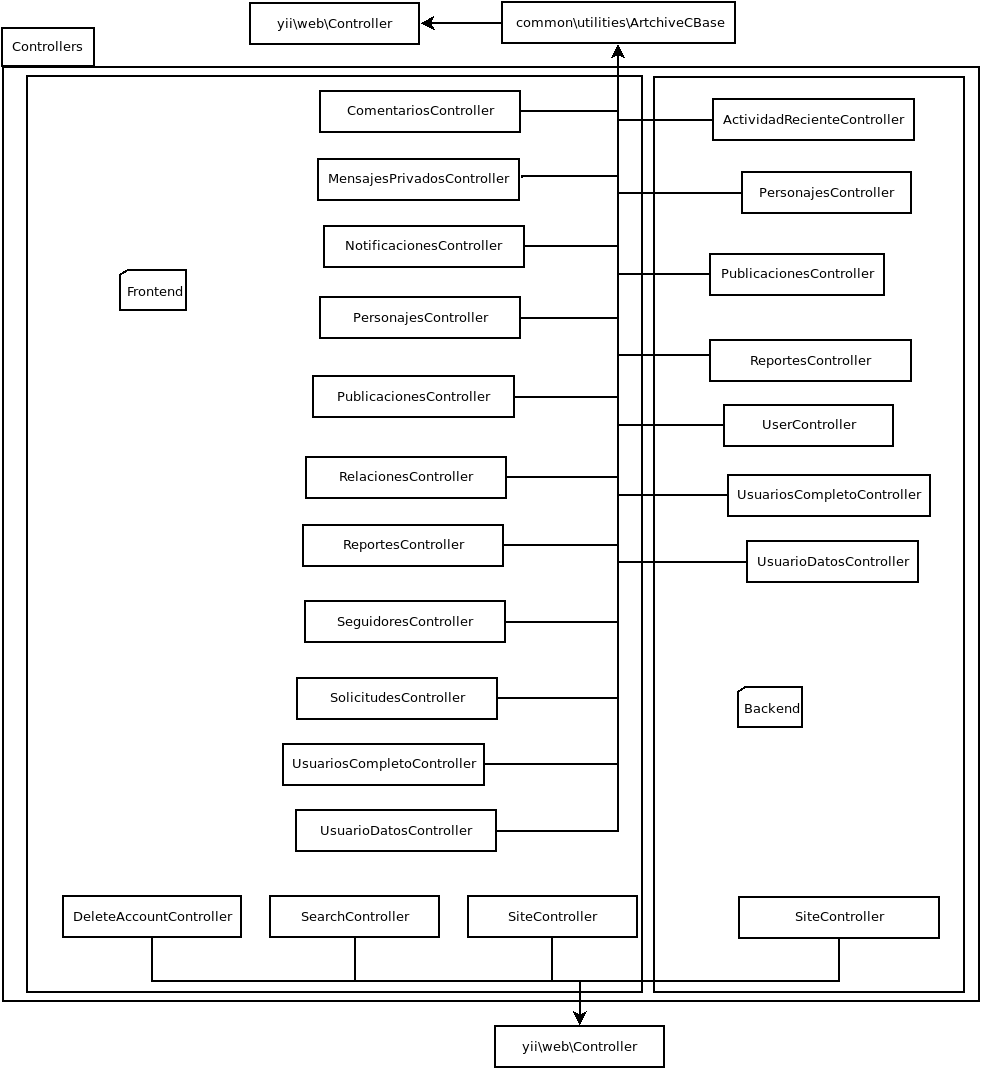 yii\web\Controller
common\utilities\ArtchiveCBase
Controllers
ComentariosController
MensajesPrivadosController
NotificacionesController
Frontend
PersonajesController
PublicacionesController
RelacionesController
ReportesController
SeguidoresController
SolicitudesController
UsuariosCompletoController
UsuarioDatosController
DeleteAccountController
SearchController
SiteController
ActividadRecienteController
PersonajesController
PublicacionesController
ReportesController
UserController
UsuariosCompletoController
UsuarioDatosController
Backend
SiteController
yii\web\Controller